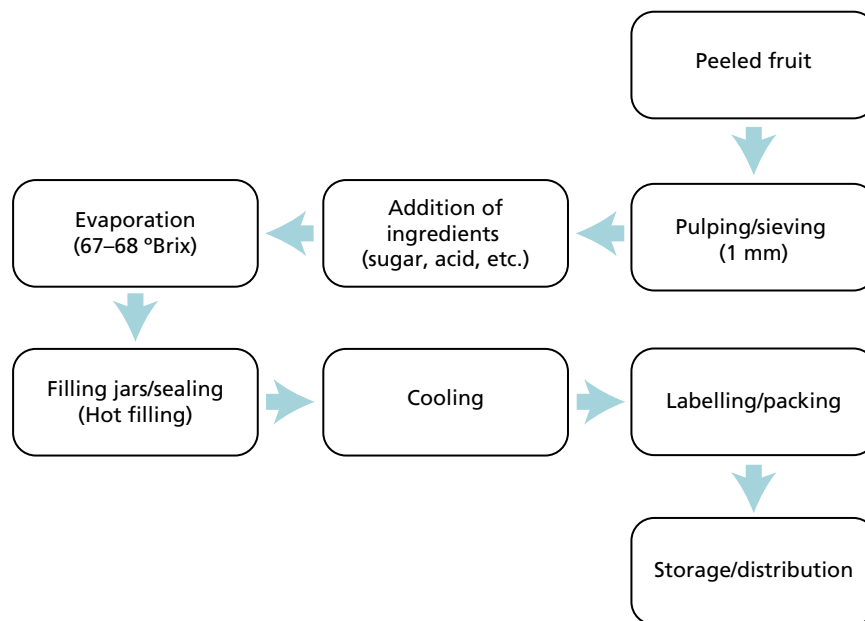 Peeled fruit
Pulping/sieving
(1 mm)
Addition of
ingredients
(sugar, acid, etc.)
Evaporation
(67–68 ºBrix)
Filling jars/sealing
(Hot filling)
Cooling
Labelling/packing
Storage/distribution